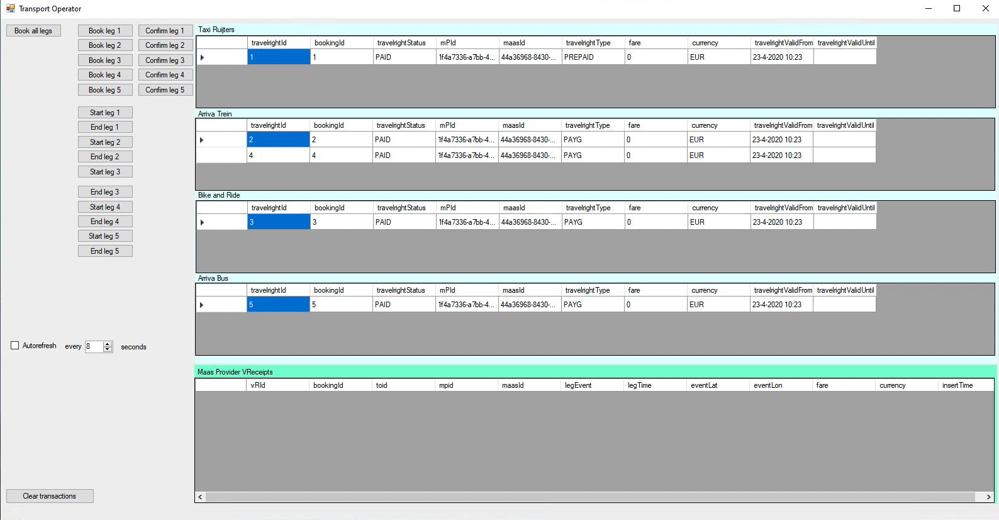 Transport Operator
Book all legs
Book leg 1 Confirm leg 1
Book leg 2 Confirm leg 2
Book leg 3 Confirm leg 3
Book leg 4 Confirm leg 4
Book leg 5 Confirm leg 5
Start leg 1
End leg 1
Start leg 2
End leg 2
Start leg 3
End leg 3
Start leg 4
End leg 4
Start leg 5
End leg 5
Autorefresh every 8 seconds
Clear transactions
Taxi Ruijters
travelrightId bookingId travelrightStatus mPId maasId travelrightType fare currency travelrightValidFrom travelrightValidUntil
1 1 PAID 1f4a7336-a7bb-4... 44a36968-8430-... PREPAID 0 EUR 23-4-2020 10:23
Arriva Trein
travelrightId bookingId travelrightStatus mPId maasId travelrightType fare currency travelrightValidFrom travelrightValidUntil
2 2 PAID 1f4a7336-a7bb-4... 44a36968-8430-... PAYG 0 EUR 23-4-2020 10:23
4 4 PAID 1f4a7336-a7bb-4... 44a36968-8430-... PAYG 0 EUR 23-4-2020 10:23
Bike and Ride
travelrightId bookingId travelrightStatus mPId maasId travelrightType fare currency travelrightValidFrom travelrightValidUntil
3 3 PAID 1f4a7336-a7bb-4... 44a36968-8430-... PAYG 0 EUR 23-4-2020 10:23
Arriva Bus
travelrightId bookingId travelrightStatus mPId maasId travelrightType fare currency travelrightValidFrom travelrightValidUntil
5 5 PAID 1f4a7336-a7bb-4... 44a36968-8430-... PAYG 0 EUR 23-4-2020 10:23
Maas Provider VReceipts
vRId bookingId toid mpid maasId legEvent legTime eventLat eventLon fare currency insertTime